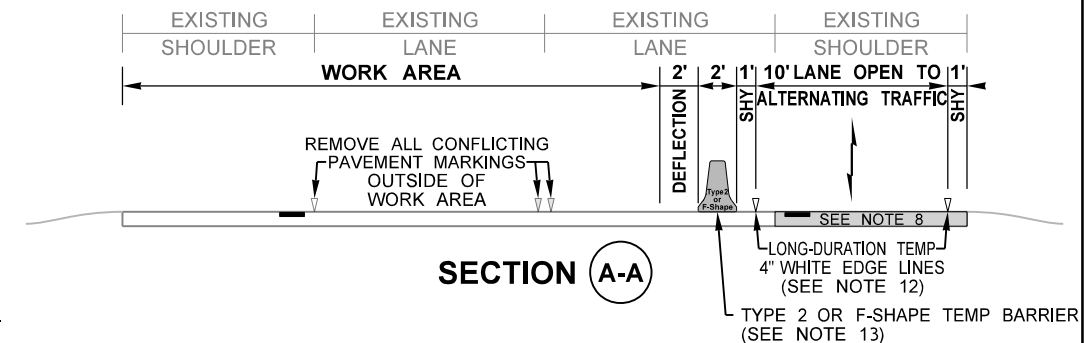 EXISTING EXISTING EXISTING EXISTING
SHOULDER LANE LANE SHOULDER
WORK AREA 2' 2' 1' 10' LANE OPEN TO 1'
ALTERNATING TRAFFIC
DEFLECTION
SHY
SHY
REMOVE ALL CONFLICTING
PAVEMENT MARKINGS
OUTSIDE OF
WORK AREA
Type 2
or
F-Shape
SEE NOTE 8
LONG-DURATION TEMP
4" WHITE EDGE LINES
(SEE NOTE 12)
SECTION A-A
TYPE 2 OR F-SHAPE TEMP BARRIER
(SEE NOTE 13)